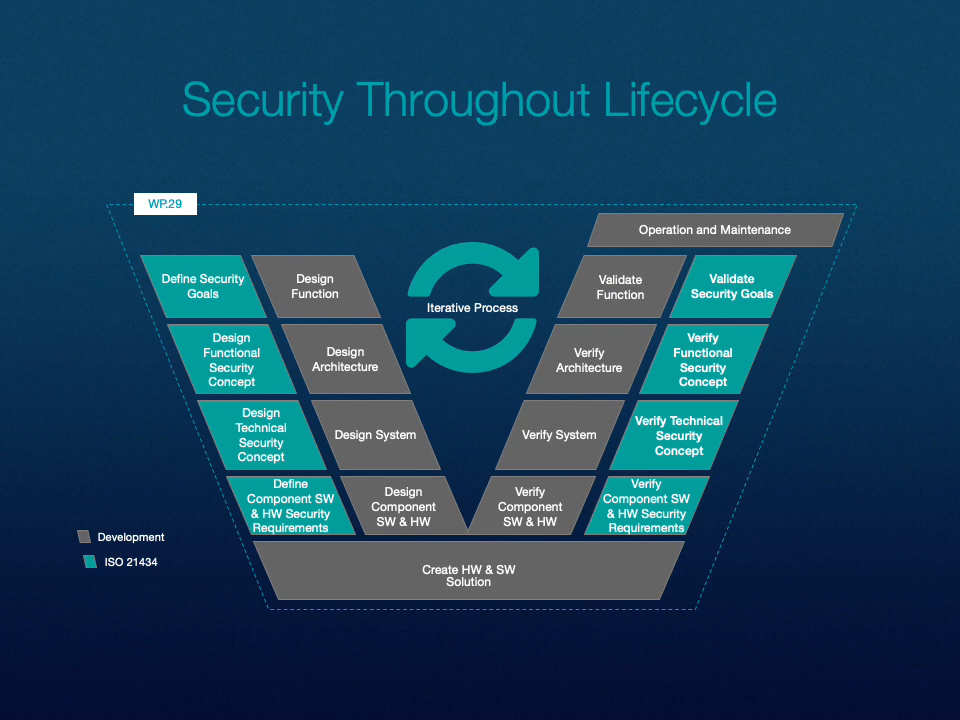 Security Throughout Lifecycle
WP.29
Operation and Maintenance
Define Security
Goals
Design
Function
Iterative Process
Validate
Function
Validate
Security Goals
Design
Functional
Security
Concept
Design
Architecture
Verify
Architecture
Verify
Functional
Security
Concept
Design
Technical
Security
Concept
Design System
Verify System
Verify Technical
Security
Concept
Define
Component SW
& HW Security
Requirements
Design
Component
SW & HW
Verify
Component
SW & HW
Verify
Component SW
& HW Security
Requirements
Development
ISO 21434
Create HW & SW
Solution